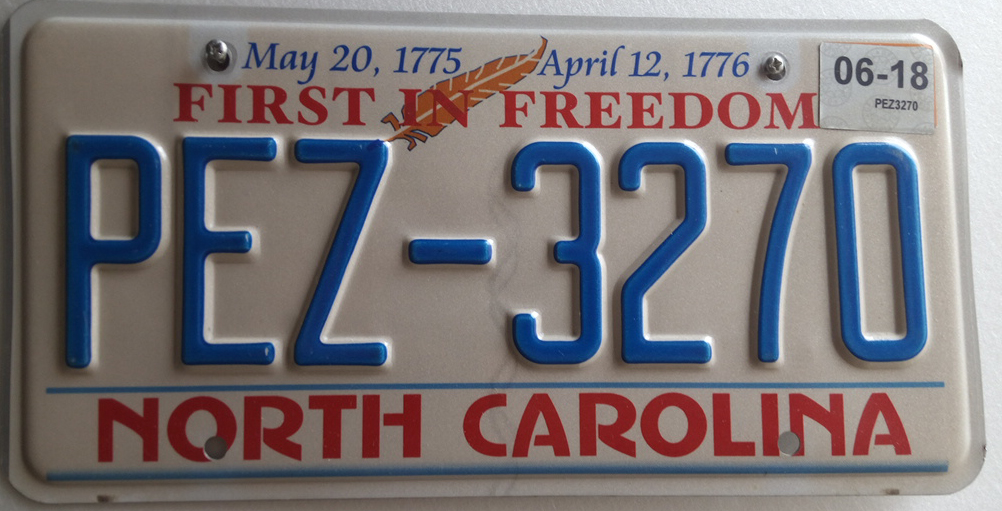 May 20, 1775 April 12, 1776
FIRST IN FREEDOM
06-18
PEZ3270
PEZ-3270
NORTH CAROLINA